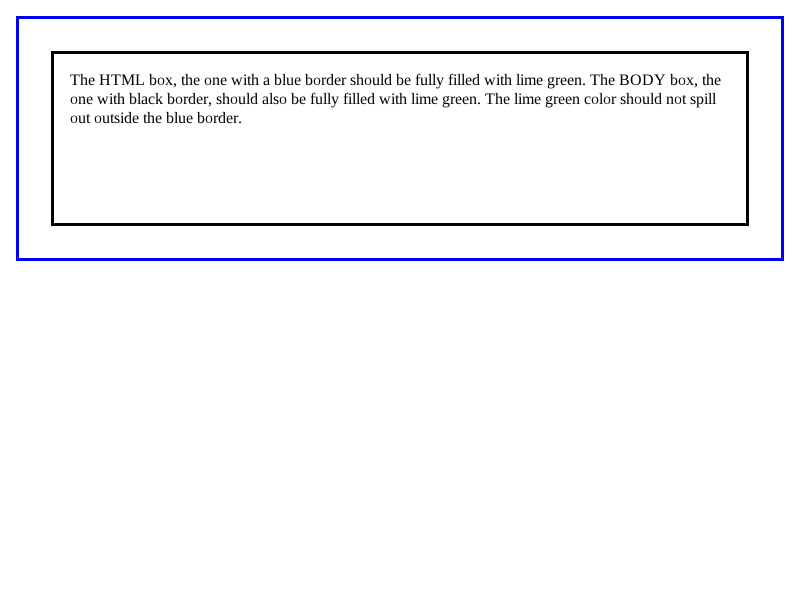 The HTML box, the one with a blue border should be fully filled with lime green. The BODY box, the
one with black border, should also be fully filled with lime green. The lime green color should not spill
out outside the blue border.